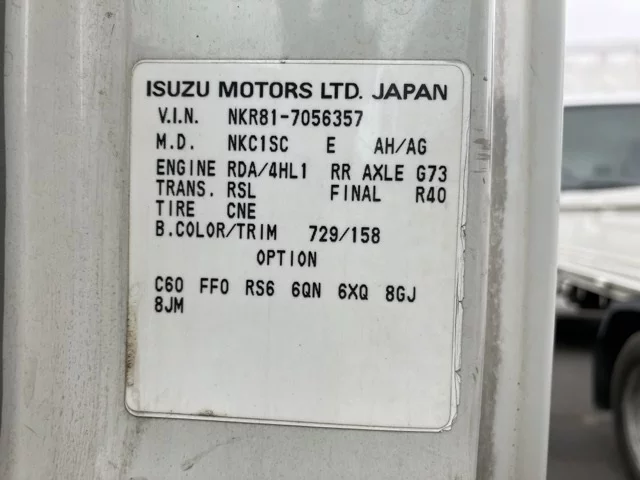 ISUZU MOTORS LTD. JAPAN
V.I.N. NKR81-7056357
M.D. NKC1SC E AH/AG
ENGINE RDA/4HL1 RR AXLE G73
TRANS. RSL FINAL R40
TIRE CNE
B.COLOR/TRIM 729/158
OPTION
C60 FF0 RS6 6QN 6XQ 8GJ
8JM